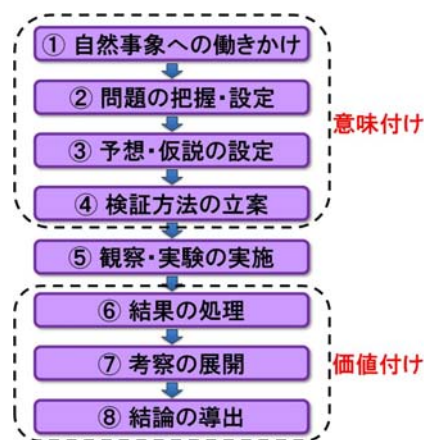 ① 自然事象への働きかけ
② 問題の把握・設定
③ 予想・仮説の設定
④ 検証方法の立案
意味付け
⑤ 観察・実験の実施
⑥ 結果の処理
⑦ 考察の展開
⑧ 結論の導出
価値付け